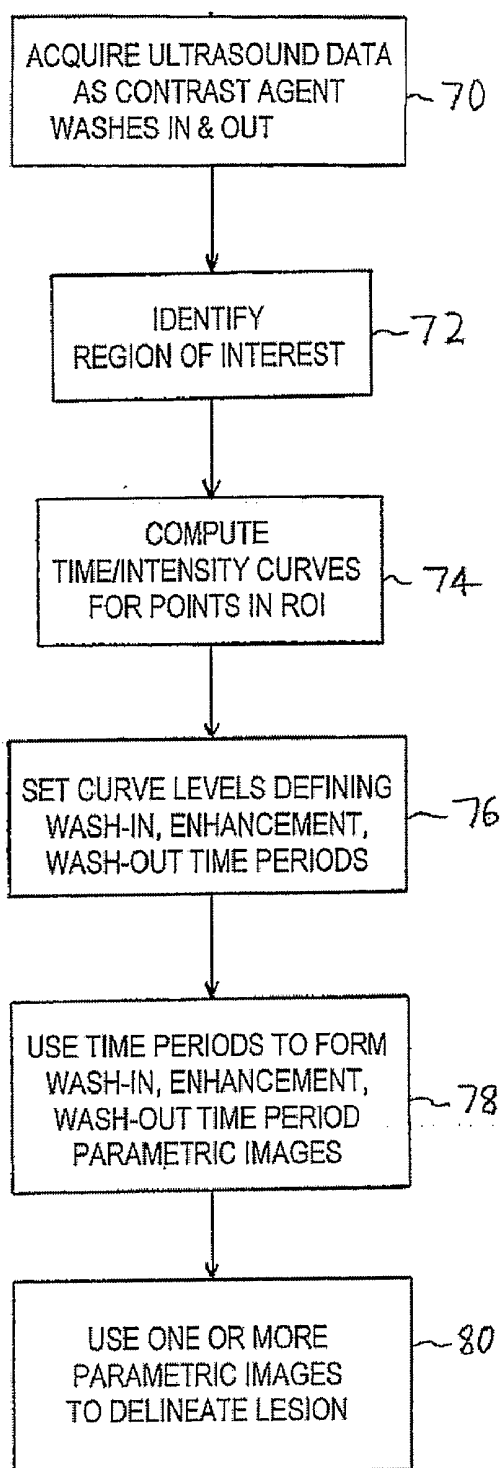 ACQUIRE ULTRASOUND DATA
AS CONTRAST AGENT
WASHES IN & OUT
70
IDENTIFY
REGION OF INTEREST
72
COMPUTE
TIME/INTENSITY CURVES
FOR POINTS IN ROI
74
SET CURVE LEVELS DEFINING
WASH-IN, ENHANCEMENT,
WASH-OUT TIME PERIODS
76
USE TIME PERIODS TO FORM
WASH-IN, ENHANCEMENT,
WASH-OUT TIME PERIOD
PARAMETRIC IMAGES
78
USE ONE OR MORE
PARAMETRIC IMAGES
TO DELINEATE LESION
80